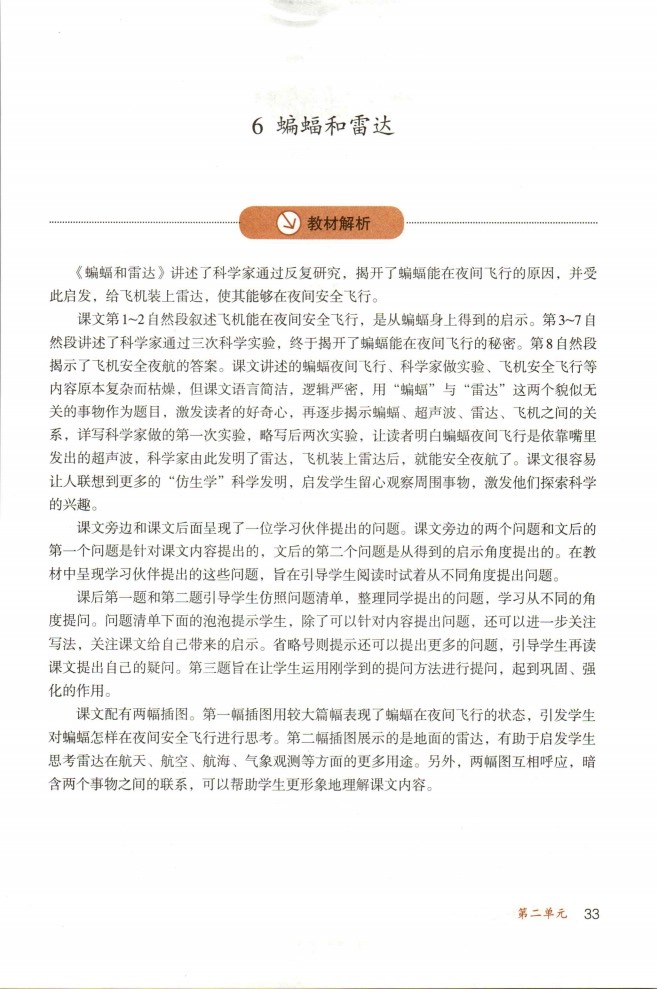 6 蝙蝠和雷达
教材解析
《蝙蝠和雷达》讲述了科学家通过反复研究，揭开了蝙蝠能在夜间飞行的原因，并受
此启发，给飞机装上雷达，使其能够在夜间安全飞行。
课文第1~2自然段叙述飞机能在夜间安全飞行，是从蝙蝠身上得到的启示。第3~7自
然段讲述了科学家通过三次科学实验，终于揭开了蝙蝠能在夜间飞行的秘密。第8自然段
揭示了飞机安全夜航的答案。课文讲述的蝙蝠夜间飞行、科学家做实验、飞机安全飞行等
内容原本复杂而枯燥，但课文语言简洁，逻辑严密，用“蝙蝠”与“雷达”这两个貌似无
关的事物作为题目，激发读者的好奇心，再逐步揭示蝙蝠、超声波、雷达、飞机之间的关
系，详写科学家做的第一次实验，略写后两次实验，让读者明白蝙蝠夜间飞行是依靠嘴里
发出的超声波，科学家由此发明了雷达，飞机装上雷达后，就能安全夜航了。课文很容易
让人联想到更多的“仿生学”科学发明，启发学生留心观察周围事物，激发他们探索科学
的兴趣。
课文旁边和课文后面呈现了一位学习伙伴提出的问题。课文旁边的两个问题和文后的
第一个问题是针对课文内容提出的，文后的第二个问题是从得到的启示角度提出的。在教
材中呈现学习伙伴提出的这些问题，旨在引导学生阅读时试着从不同角度提出问题。
课后第一题和第二题引导学生仿照问题清单，整理同学提出的问题，学习从不同的角
度提问。问题清单下面的泡泡提示学生，除了可以针对内容提出问题，还可以进一步关注
写法，关注课文给自己带来的启示。省略号则提示还可以提出更多的问题，引导学生再读
课文提出自己的疑问。第三题旨在让学生运用刚学到的提问方法进行提问，起到巩固、强
化的作用。
课文配有两幅插图。第一幅插图用较大篇幅表现了蝙蝠在夜间飞行的状态，引发学生
对蝙蝠怎样在夜间安全飞行进行思考。第二幅插图展示的是地面的雷达，有助于启发学生
思考雷达在航天、航空、航海、气象观测等方面的更多用途。另外，两幅图互相呼应，暗
含两个事物之间的联系，可以帮助学生更形象地理解课文内容。
第二单元 33